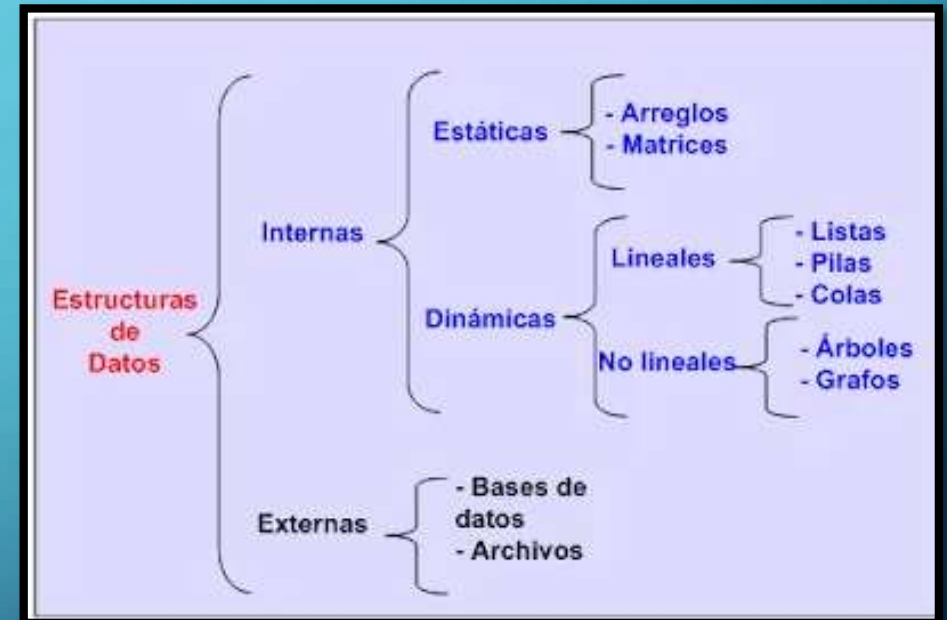 Estructuras
de
Datos
Internas
Estáticas
- Arreglos
- Matrices
Dinámicas
Lineales
- Listas
- Pilas
- Colas
No lineales
- Árboles
- Grafos
Externas
- Bases de
datos
- Archivos